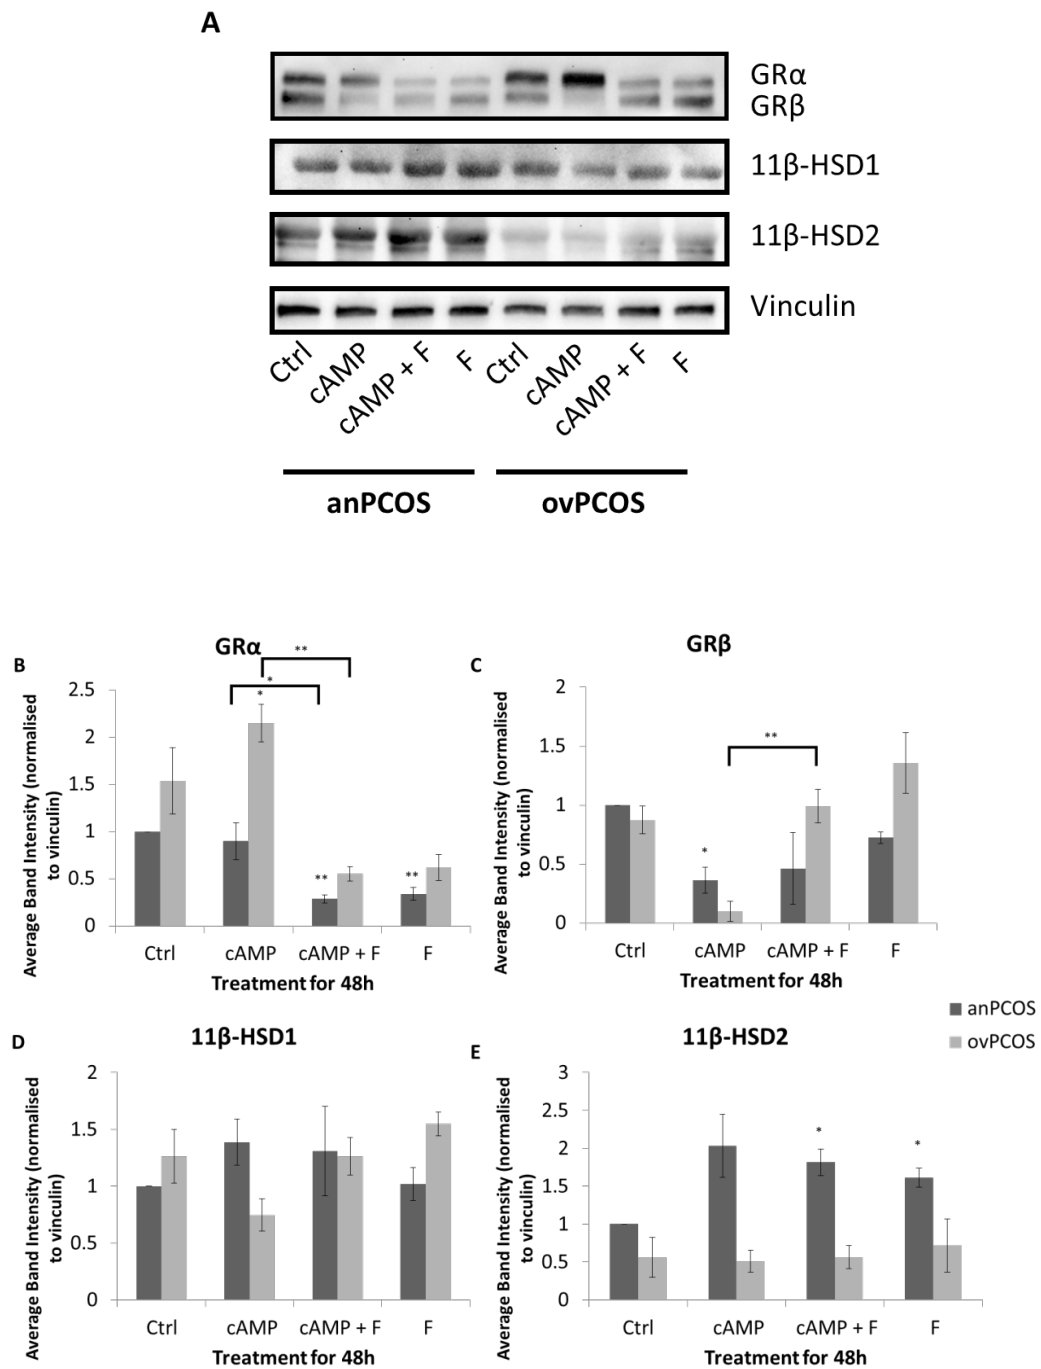 A
GRα
GRβ
11β-HSD1
11β-HSD2
Vinculin
Ctrl
cAMP
cAMP + F
F
Ctrl
cAMP
cAMP + F
F
anPCOS
ovPCOS
B
GRα
Average Band Intensity (normalised
to vinculin)
2.5
2
1.5
1
0.5
0
**
*
*
**
**
Ctrl
cAMP
cAMP + F
F
Treatment for 48h
C
GRβ
Average Band Intensity (normalised
to vinculin)
2
1.5
1
0.5
0
**
*
Ctrl
cAMP
cAMP + F
F
Treatment for 48h
anPCOS
ovPCOS
D
11β-HSD1
Average Band Intensity (normalised
to vinculin)
2
1.5
1
0.5
0
Ctrl
cAMP
cAMP + F
F
Treatment for 48h
E
11β-HSD2
Average Band Intensity (normalised
to vinculin)
3
2.5
2
1.5
1
0.5
0
*
*
Ctrl
cAMP
cAMP + F
F
Treatment for 48h